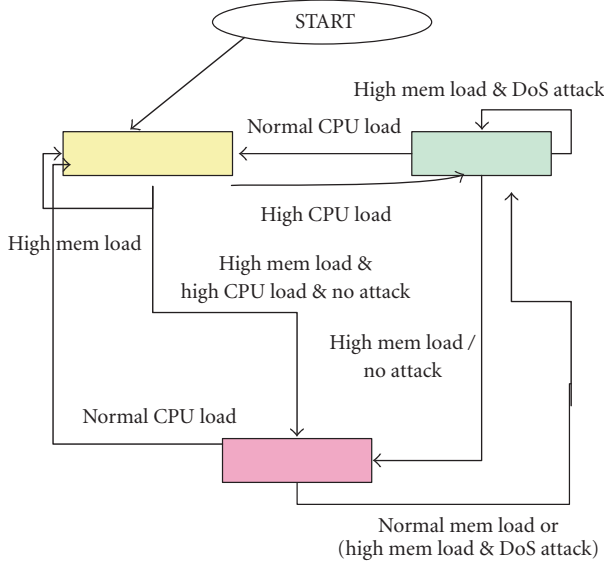 START
High mem load & DoS attack
Normal CPU load
High CPU load
High mem load
High mem load &
high CPU load & no attack
High mem load /
no attack
Normal CPU load
Normal mem load or
(high mem load & DoS attack)